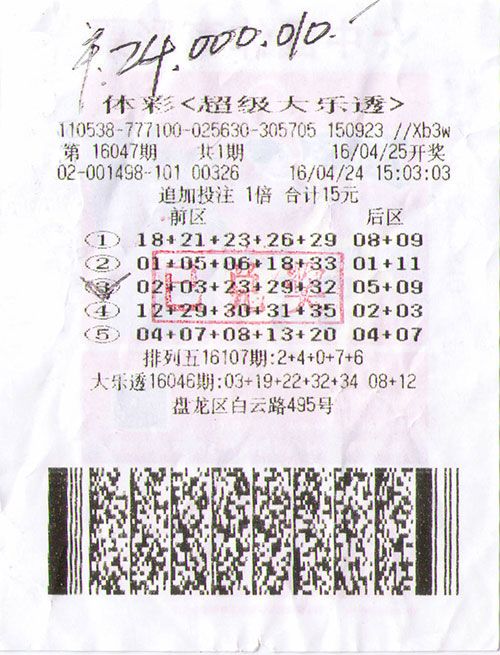 ¥24,000,010.
体彩<超级大乐透>
110538-777100-025630-305705 150923 //Xb3w
第 16047期 共1期 16/04/25开奖
02-001498-101 00326 16/04/24 15:03:03
追加投注 1倍 合计15元
前区 后区
① 18+21+23+26+29 08+09
② 01+05+06+18+33 01+11
③ 02+03+23+29+32 05+09
④ 12+29+30+31+35 02+03
⑤ 04+07+08+13+20 04+07
已兑奖
排列五16107期:2+4+0+7+6
大乐透16046期:03+19+22+32+34 08+12
盘龙区白云路495号